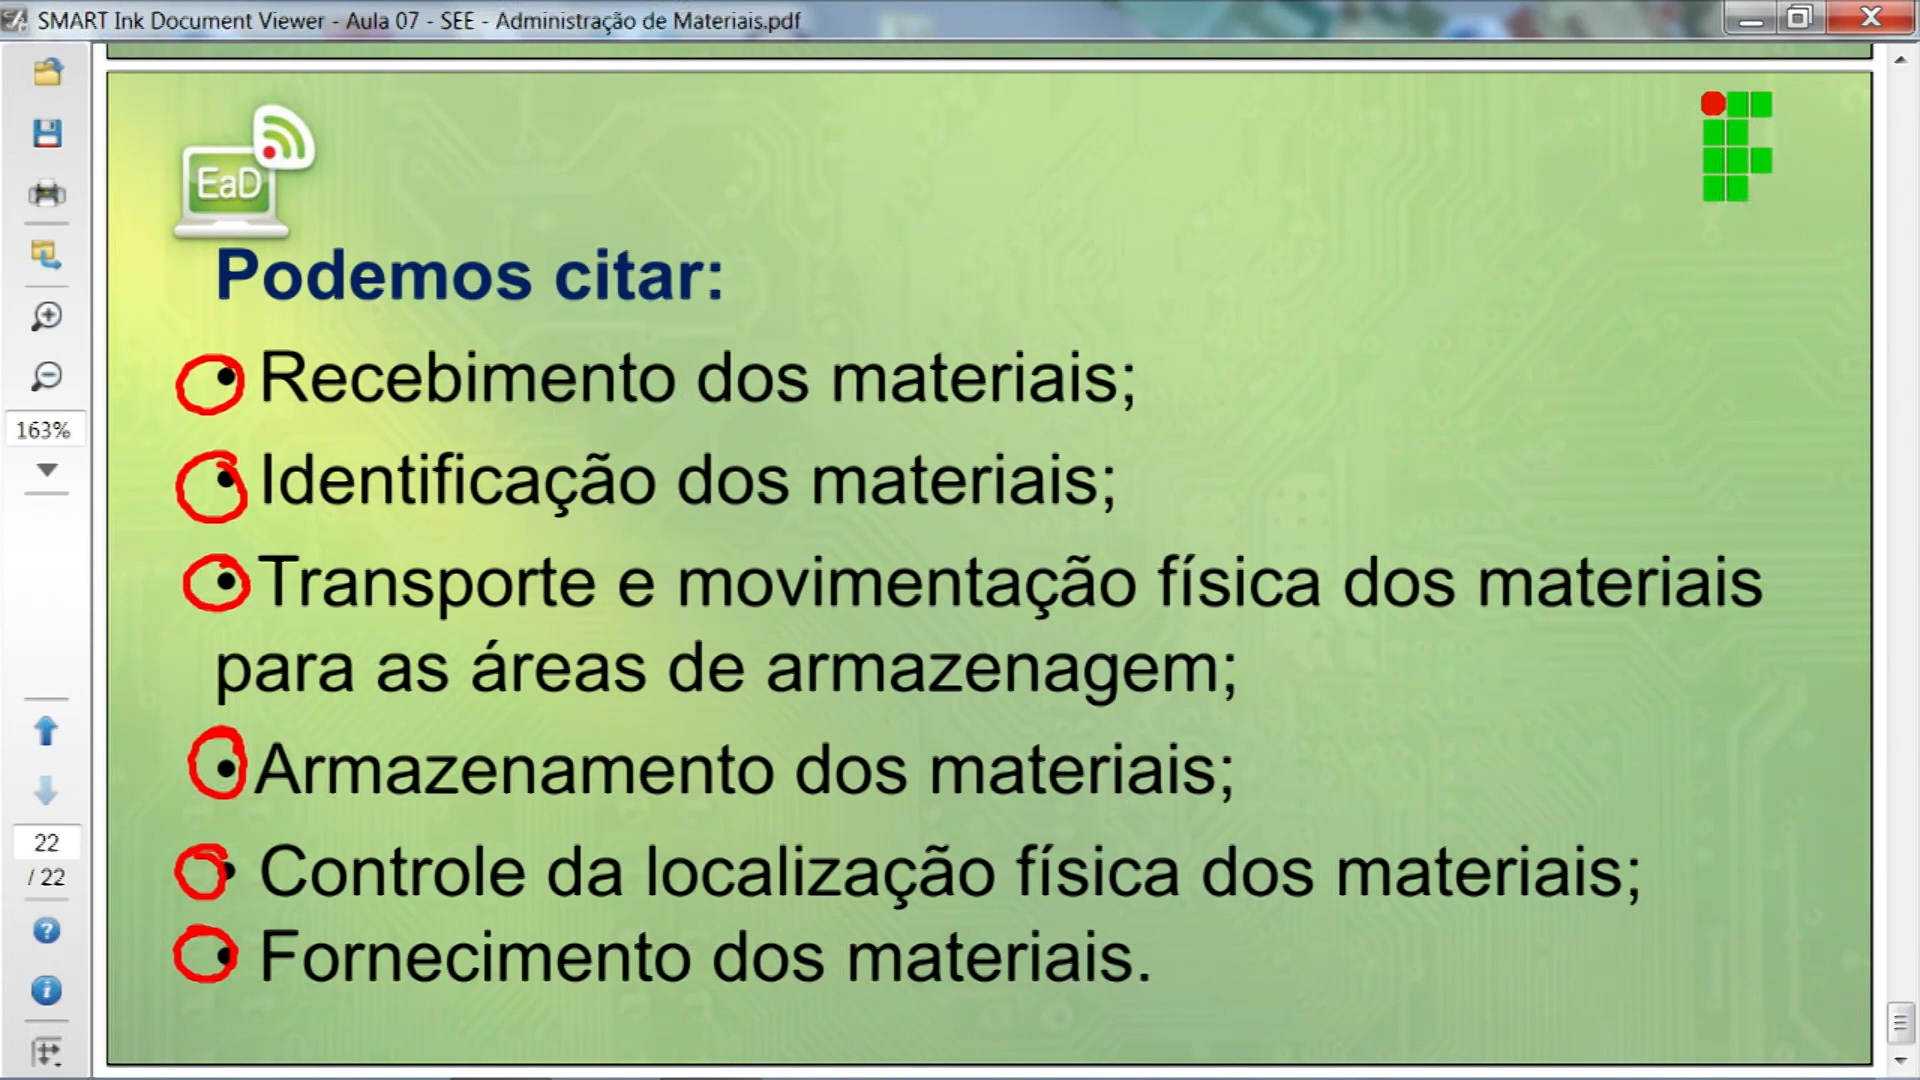 SMART Ink Document Viewer - Aula 07 - SEE - Administração de Materiais.pdf
EaD
Podemos citar:
• Recebimento dos materiais;
• Identificação dos materiais;
• Transporte e movimentação física dos materiais
para as áreas de armazenagem;
• Armazenamento dos materiais;
• Controle da localização física dos materiais;
• Fornecimento dos materiais.
163%
22
/ 22